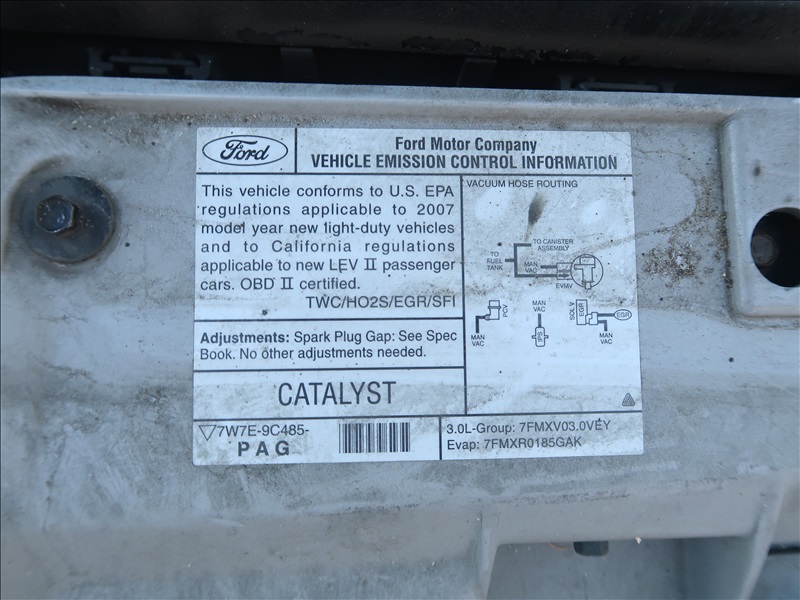 Ford
Ford Motor Company
VEHICLE EMISSION CONTROL INFORMATION
This vehicle conforms to U.S. EPA
regulations applicable to 2007
model year new light-duty vehicles
and to California regulations
applicable to new LEV II passenger
cars. OBD II certified.
TWC/HO2S/EGR/SFI
Adjustments: Spark Plug Gap: See Spec
Book. No other adjustments needed.
CATALYST
7W7E-9C485-
PAG
VACUUM HOSE ROUTING
TO CANISTER
ASSEMBLY
TO
FUEL
TANK
MAN
VAC
EVMV
PCV
MAN
VAC
MAN
VAC
IPS
SOL V
EGR
EGR
MAN
VAC
3.0L-Group: 7FMXV03.0VEY
Evap: 7FMXR0185GAK